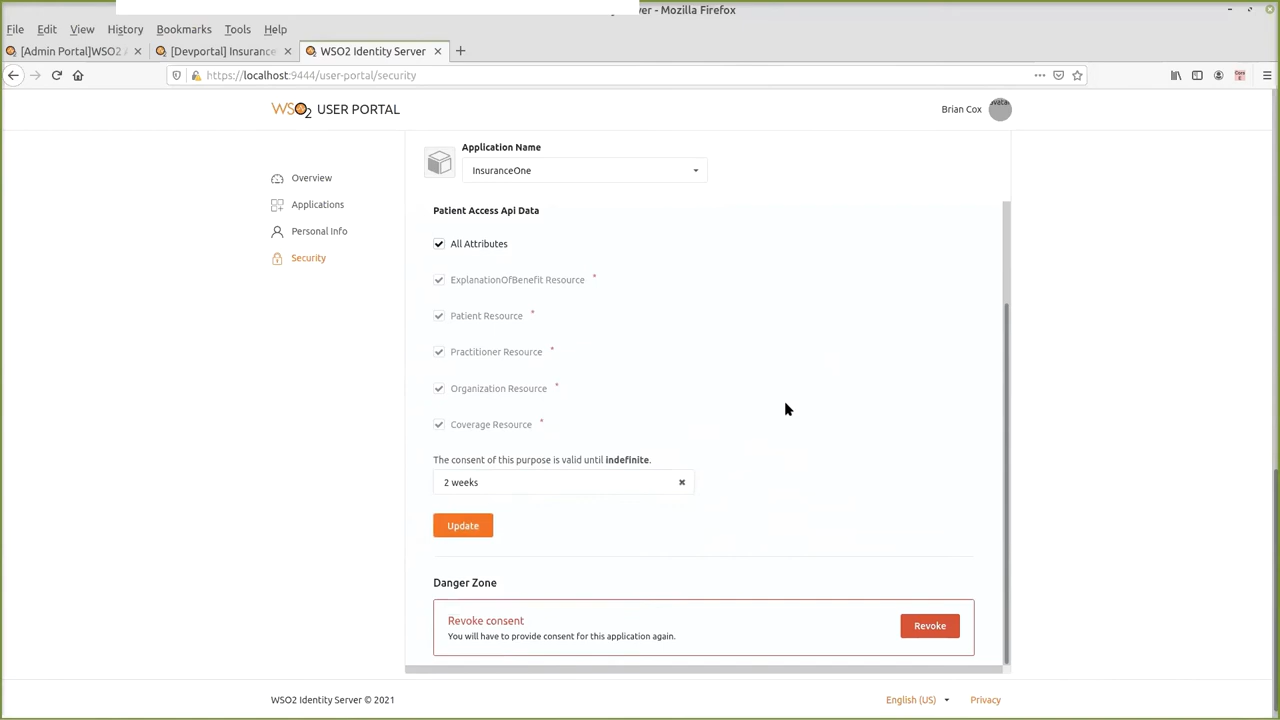 ver - Mozilla Firefox
File Edit View History Bookmarks Tools Help
[Admin Portal]WSO2 [Devportal] Insurance WSO2 Identity Server
https://localhost:9444/user-portal/security
WSO2 USER PORTAL
Brian Cox
avatar
Overview
Applications
Personal Info
Security
Application Name
InsuranceOne
Patient Access Api Data
All Attributes
ExplanationOfBenefit Resource *
Patient Resource *
Practitioner Resource *
Organization Resource *
Coverage Resource *
The consent of this purpose is valid until indefinite.
2 weeks
Update
Danger Zone
Revoke consent
You will have to provide consent for this application again.
Revoke
WSO2 Identity Server © 2021
English (US)
Privacy